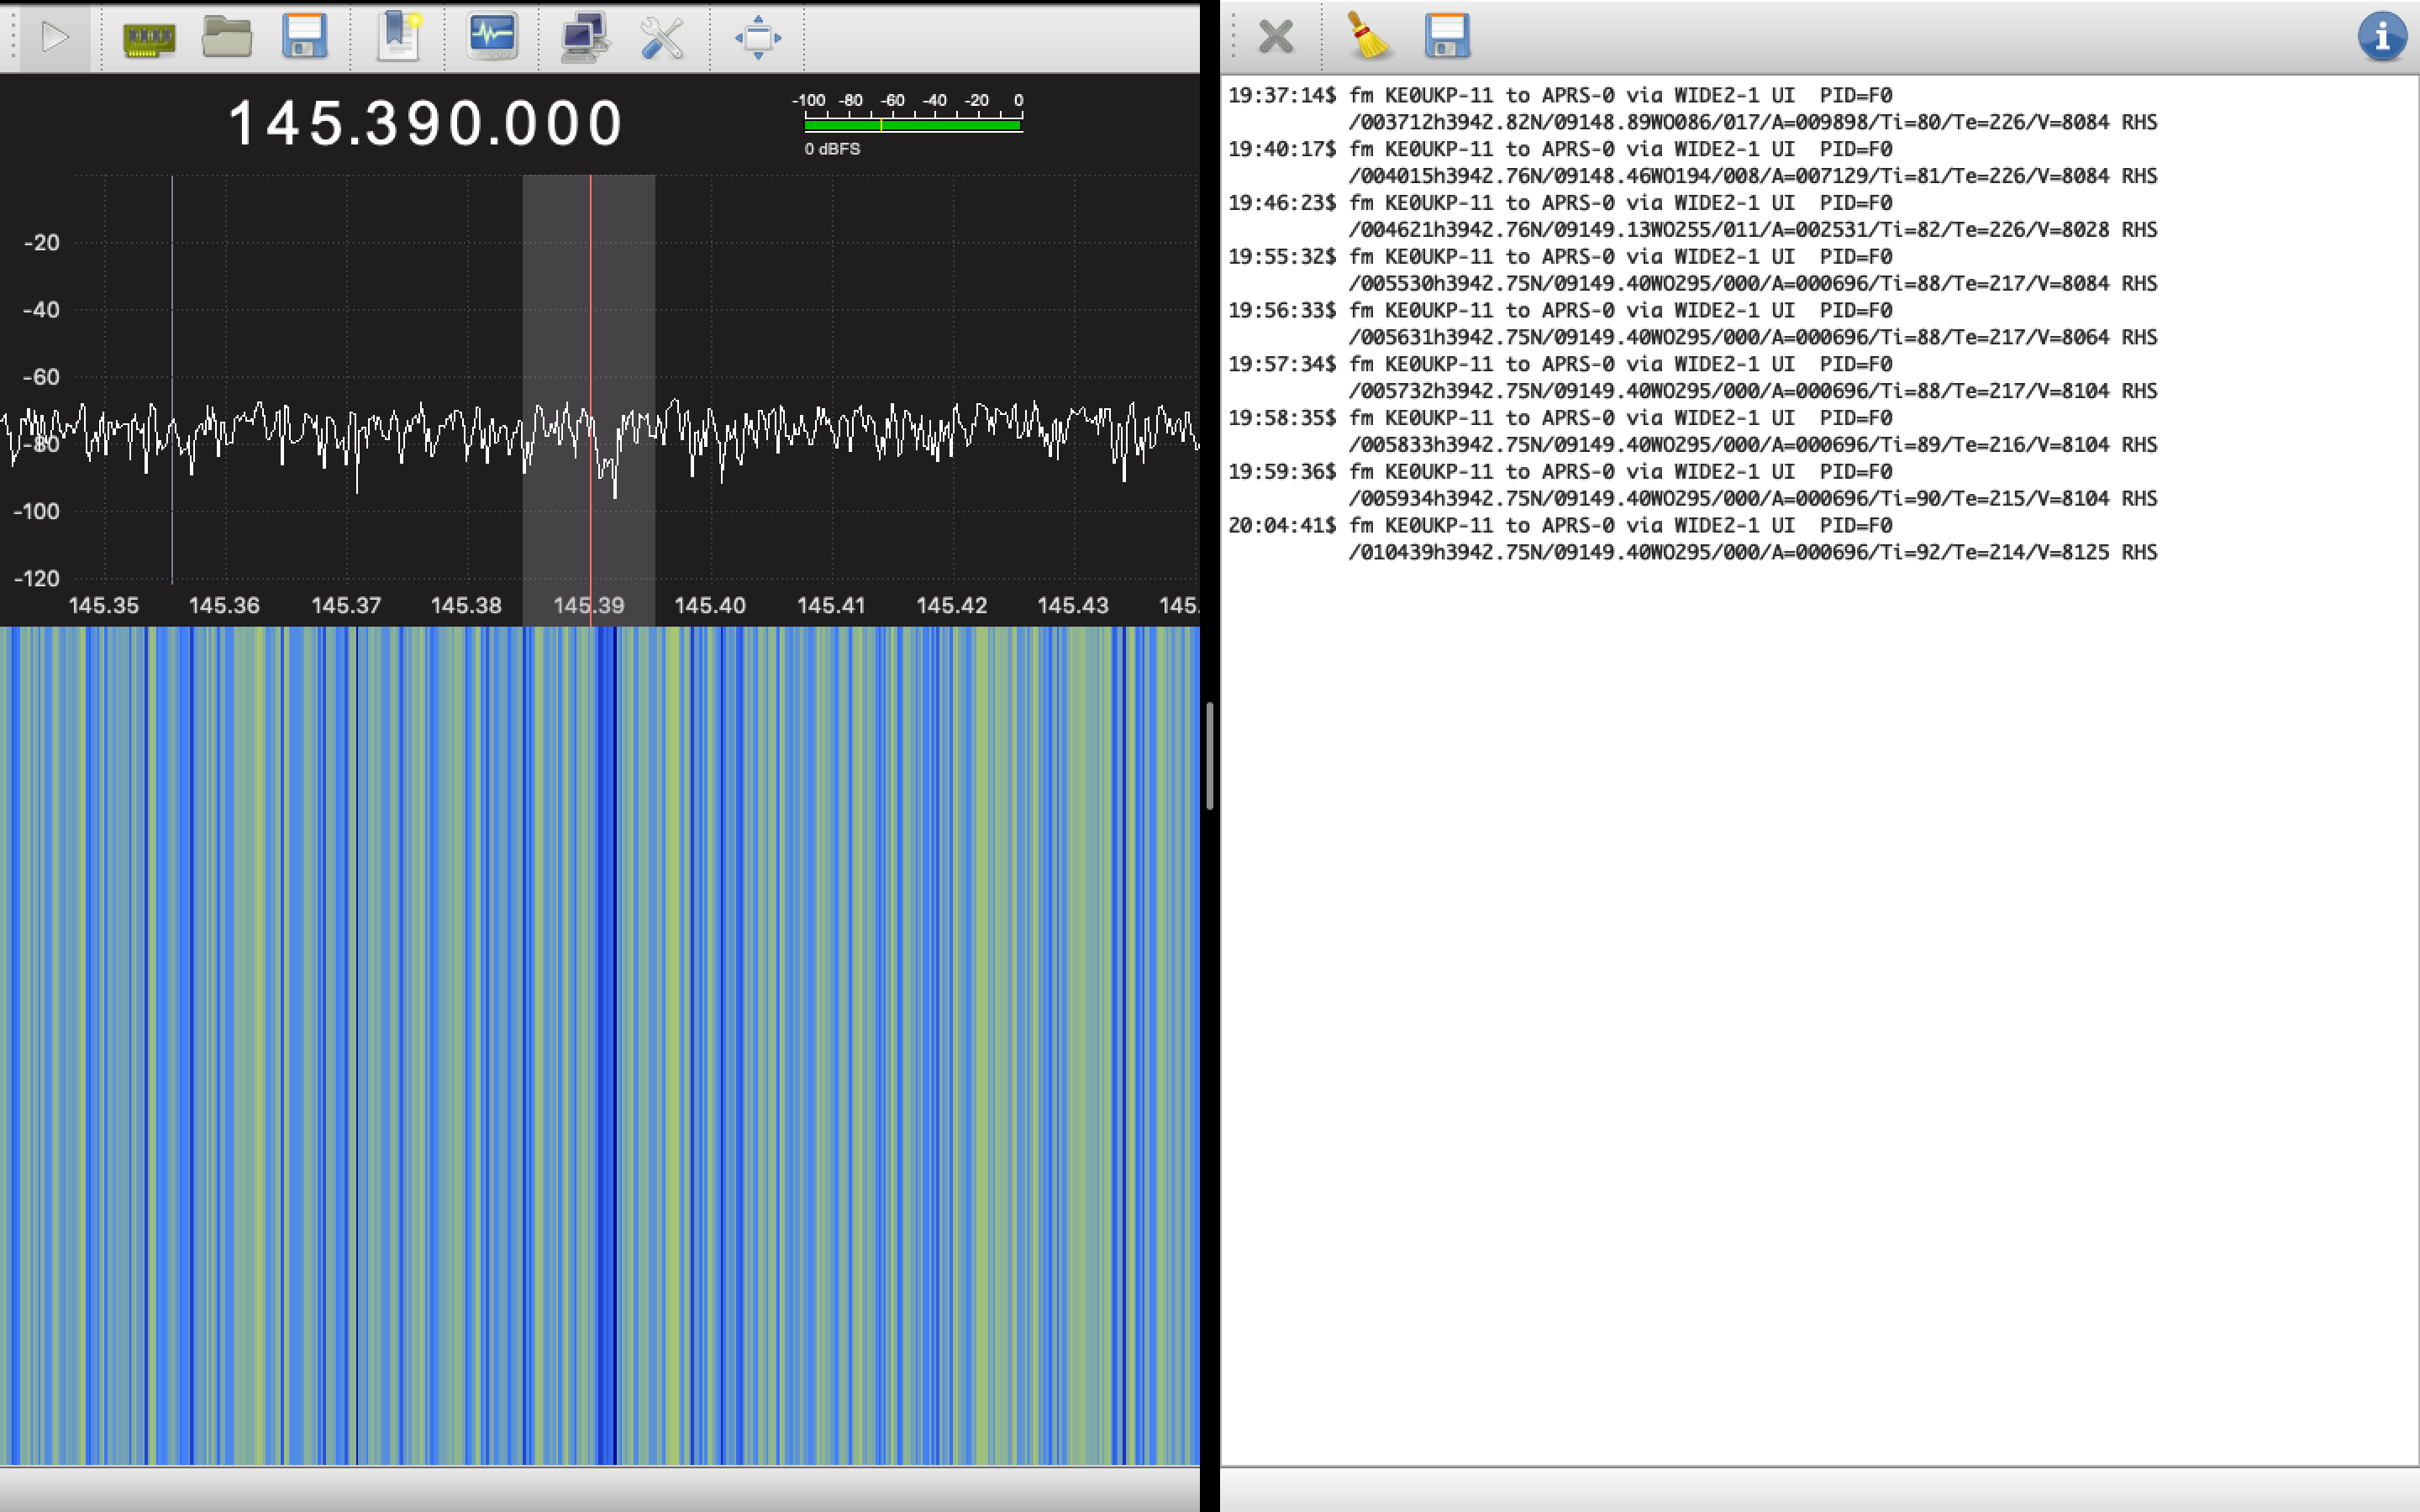 145.390.000
-100 -80 -60 -40 -20 0
0 dBFS
-20
-40
-60
-80
-100
-120
145.35 145.36 145.37 145.38 145.39 145.40 145.41 145.42 145.43 145.
19:37:14$ fm KE0UKP-11 to APRS-0 via WIDE2-1 UI  PID=F0
/003712h3942.82N/09148.89WO086/017/A=009898/Ti=80/Te=226/V=8084 RHS
19:40:17$ fm KE0UKP-11 to APRS-0 via WIDE2-1 UI  PID=F0
/004015h3942.76N/09148.46WO194/008/A=007129/Ti=81/Te=226/V=8084 RHS
19:46:23$ fm KE0UKP-11 to APRS-0 via WIDE2-1 UI  PID=F0
/004621h3942.76N/09149.13WO255/011/A=002531/Ti=82/Te=226/V=8028 RHS
19:55:32$ fm KE0UKP-11 to APRS-0 via WIDE2-1 UI  PID=F0
/005530h3942.75N/09149.40WO295/000/A=000696/Ti=88/Te=217/V=8084 RHS
19:56:33$ fm KE0UKP-11 to APRS-0 via WIDE2-1 UI  PID=F0
/005631h3942.75N/09149.40WO295/000/A=000696/Ti=88/Te=217/V=8064 RHS
19:57:34$ fm KE0UKP-11 to APRS-0 via WIDE2-1 UI  PID=F0
/005732h3942.75N/09149.40WO295/000/A=000696/Ti=88/Te=217/V=8104 RHS
19:58:35$ fm KE0UKP-11 to APRS-0 via WIDE2-1 UI  PID=F0
/005833h3942.75N/09149.40WO295/000/A=000696/Ti=89/Te=216/V=8104 RHS
19:59:36$ fm KE0UKP-11 to APRS-0 via WIDE2-1 UI  PID=F0
/005934h3942.75N/09149.40WO295/000/A=000696/Ti=90/Te=215/V=8104 RHS
20:04:41$ fm KE0UKP-11 to APRS-0 via WIDE2-1 UI  PID=F0
/010439h3942.75N/09149.40WO295/000/A=000696/Ti=92/Te=214/V=8125 RHS